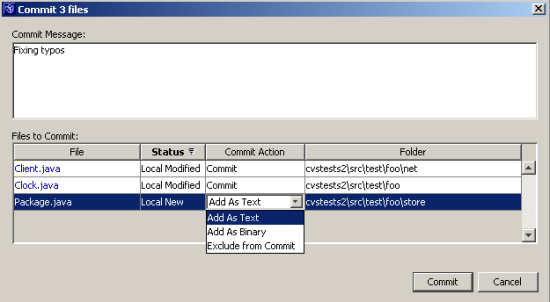 Commit 3 files
Commit Message:
Fixing typos
Files to Commit:
File Status Commit Action Folder
Client.java Local Modified Commit cvstests2\src\test\foo\net
Clock.java Local Modified Commit cvstests2\src\test\foo
Package.java Local New Add As Text cvstests2\src\test\foo\store
Add As Text
Add As Binary
Exclude from Commit
Commit Cancel